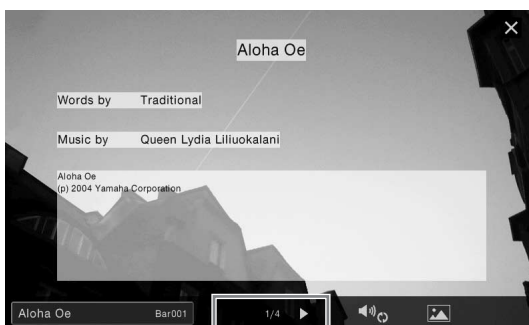 Aloha Oe
Words by Traditional
Music by Queen Lydia Liliuokalani
Aloha Oe
(p) 2004 Yamaha Corporation
Aloha Oe Bar001 1/4